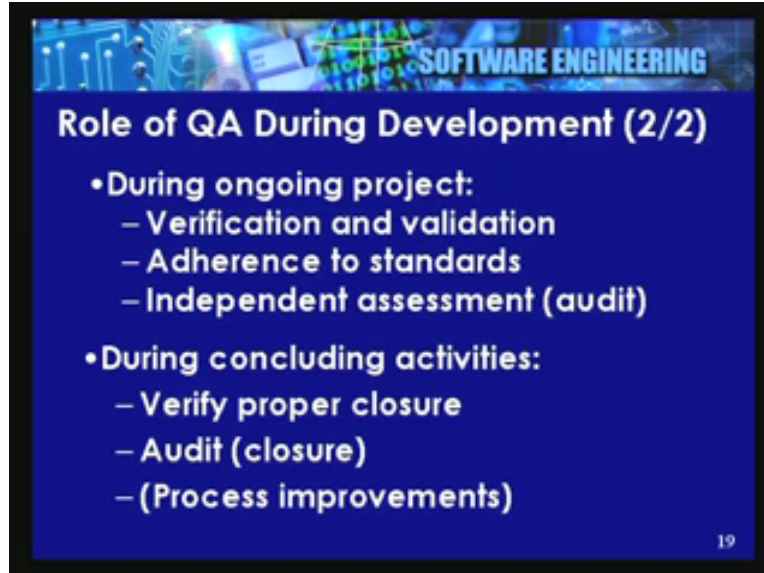 SOFTWARE ENGINEERING
Role of QA During Development (2/2)
•During ongoing project:
– Verification and validation
– Adherence to standards
– Independent assessment (audit)
•During concluding activities:
– Verify proper closure
– Audit (closure)
– (Process improvements)
19